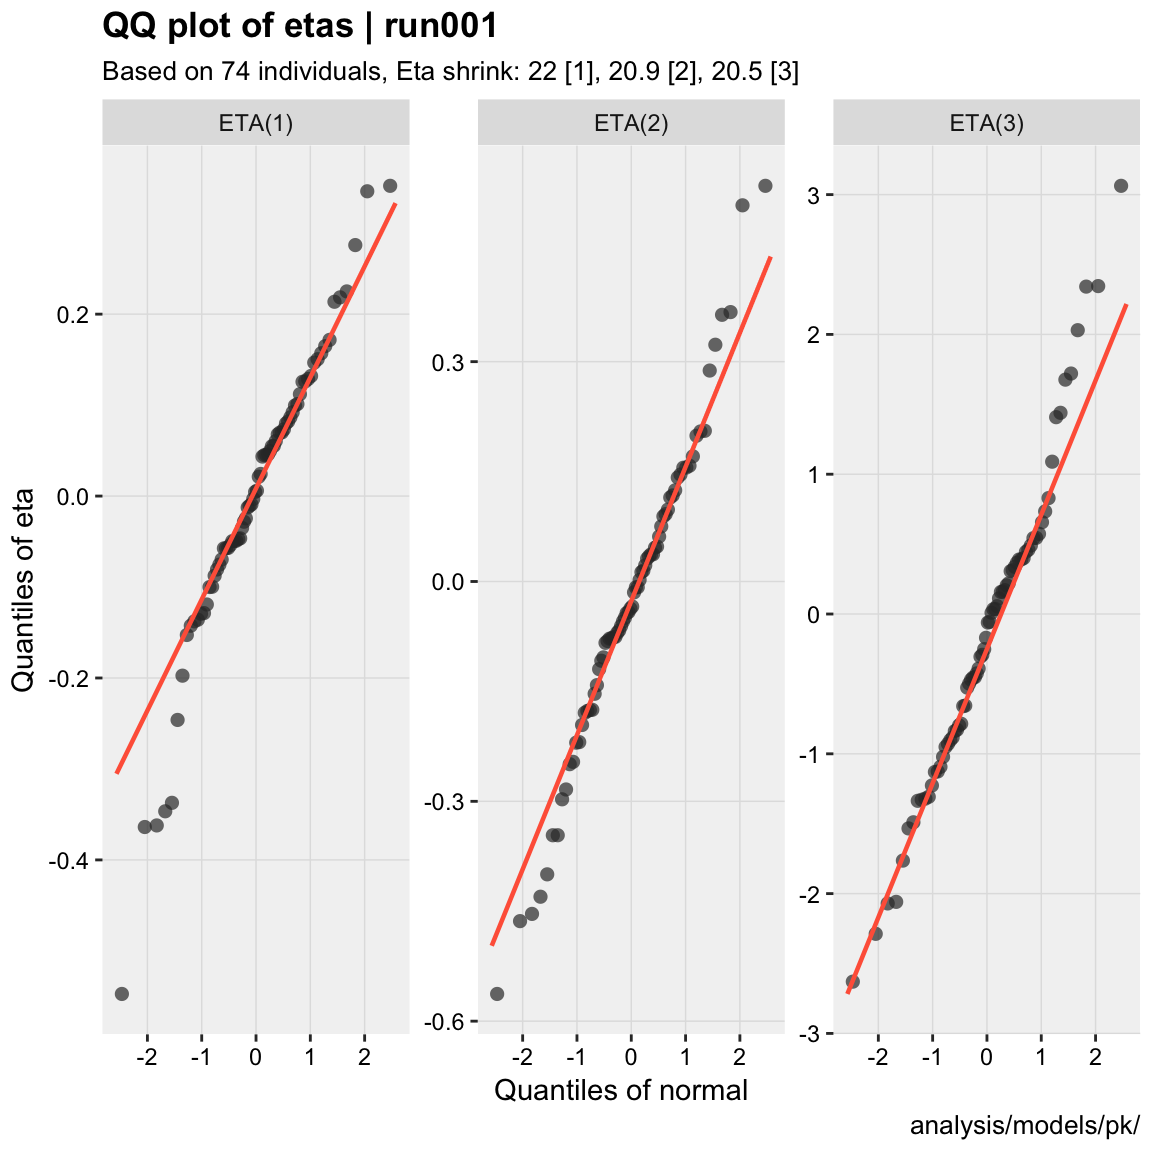 QQ plot of etas | run001
Based on 74 individuals, Eta shrink: 22 [1], 20.9 [2], 20.5 [3]
ETA(1) ETA(2) ETA(3)
Quantiles of eta
0.2
0.0
-0.2
-0.4
0.3
0.0
-0.3
-0.6
3
2
1
0
-1
-2
-3
-2 -1 0 1 2 -2 -1 0 1 2 -2 -1 0 1 2
Quantiles of normal
analysis/models/pk/